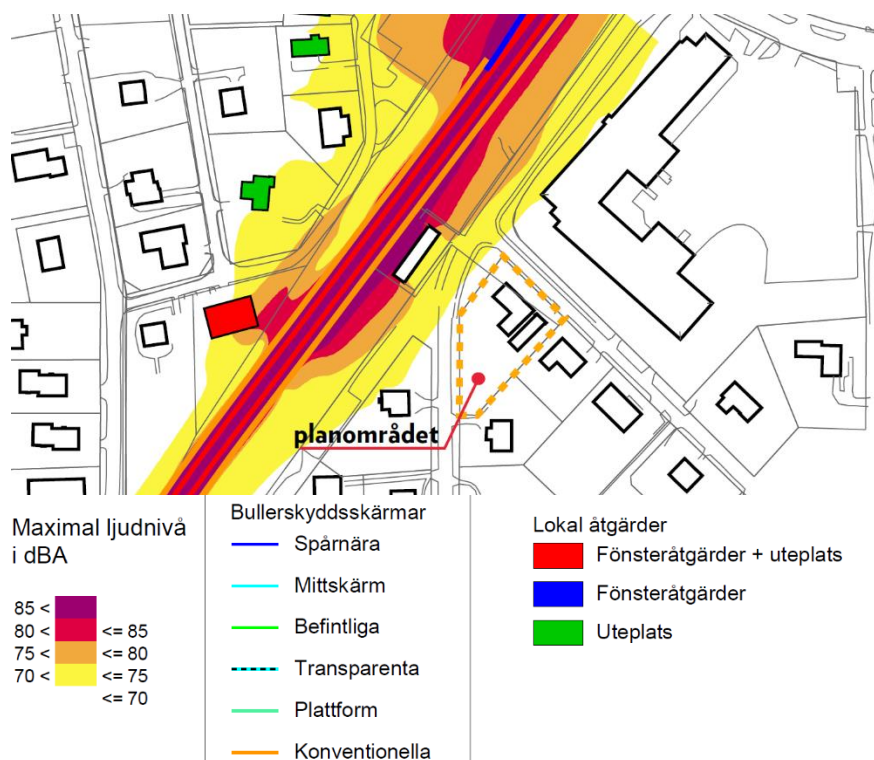 planområdet
Maximal ljudnivå
i dBA
85 <
80 < <= 85
75 < <= 80
70 < <= 75
<= 70
Bullerskyddsskärmar
Spårnära
Mittskärm
Befintliga
Transparenta
Plattform
Konventionella
Lokal åtgärder
Fönsteråtgärder + uteplats
Fönsteråtgärder
Uteplats